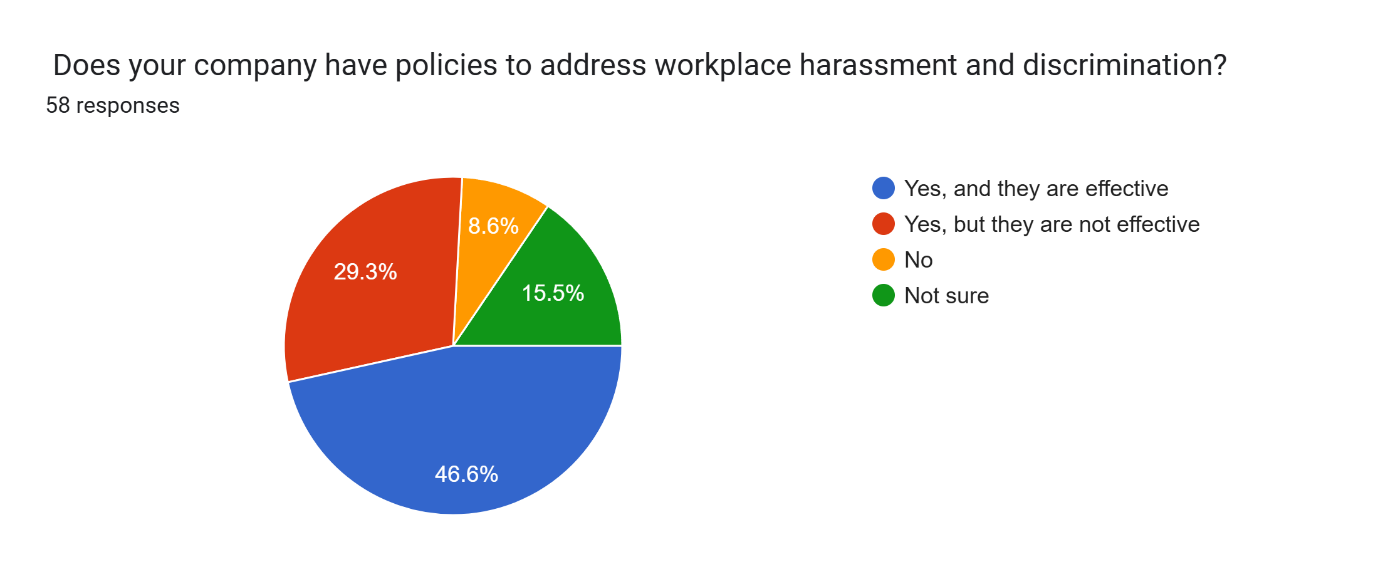 Does your company have policies to address workplace harassment and discrimination?
58 responses
Yes, and they are effective
Yes, but they are not effective
No
Not sure
8.6%
29.3%
15.5%
46.6%